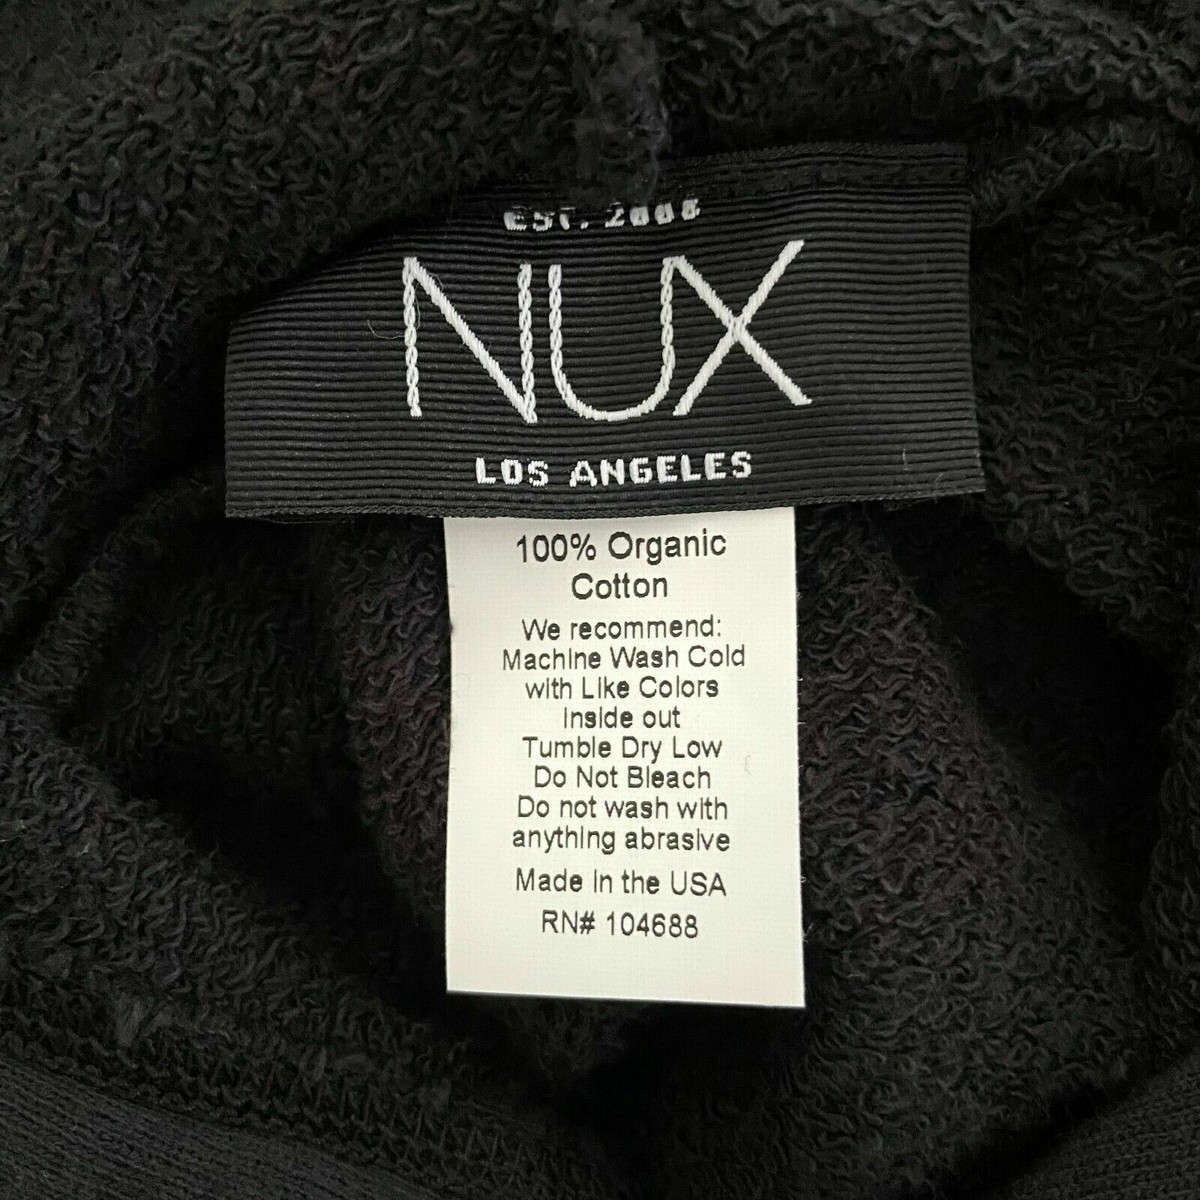 EST. 2008
NUX
LOS ANGELES
100% Organic
Cotton
We recommend:
Machine Wash Cold
with Like Colors
Inside out
Tumble Dry Low
Do Not Bleach
Do not wash with
anything abrasive
Made in the USA
RN# 104688